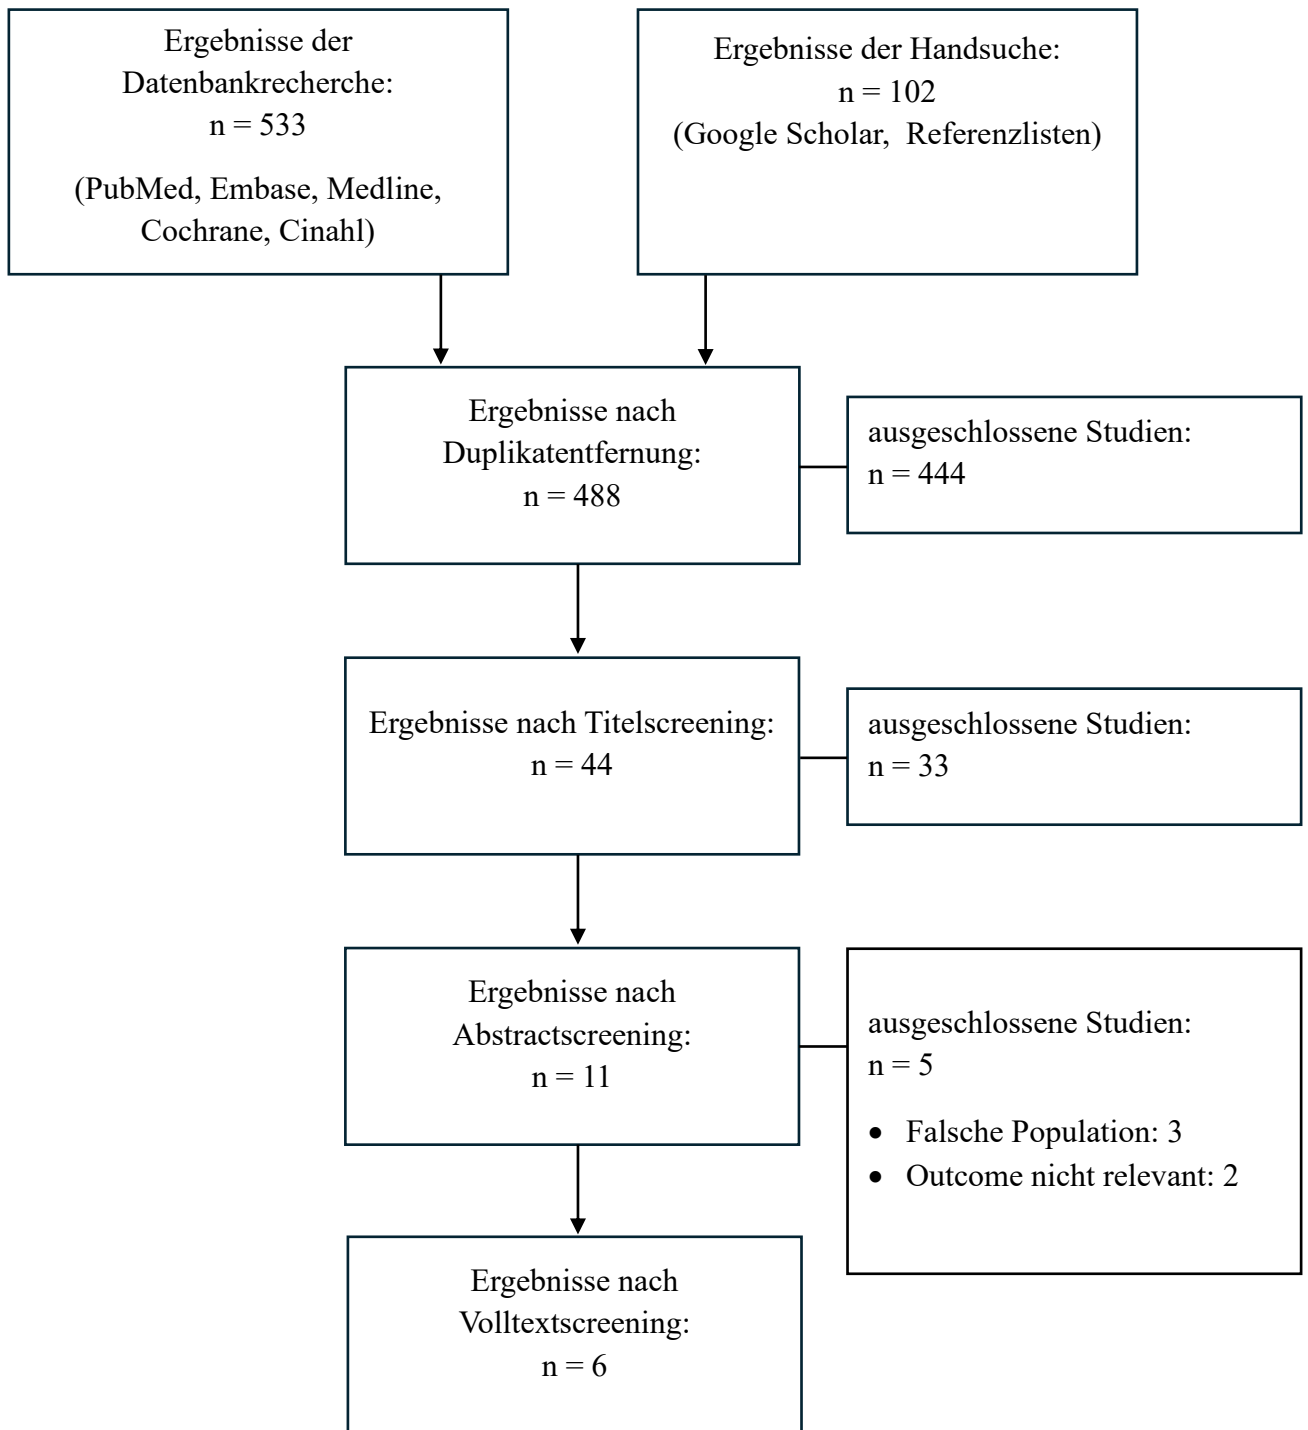 Ergebnisse der
Datenbankrecherche:
n = 533
(PubMed, Embase, Medline,
Cochrane, Cinahl)
Ergebnisse der Handsuche:
n = 102
(Google Scholar,  Referenzlisten)
Ergebnisse nach
Duplikatentfernung:
n = 488
ausgeschlossene Studien:
n = 444
Ergebnisse nach Titelscreening:
n = 44
ausgeschlossene Studien:
n = 33
Ergebnisse nach
Abstractscreening:
n = 11
ausgeschlossene Studien:
n = 5
• Falsche Population: 3
• Outcome nicht relevant: 2
Ergebnisse nach
Volltextscreening:
n = 6